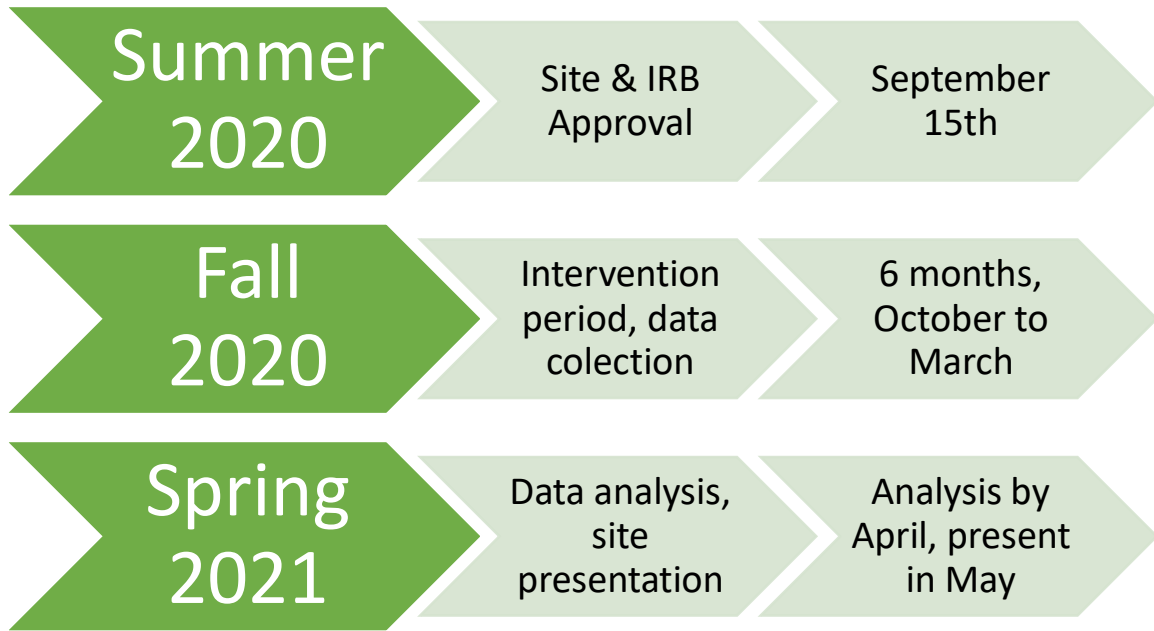 Summer
2020
Site & IRB
Approval
September
15th
Fall
2020
Intervention
period, data
colection
6 months,
October to
March
Spring
2021
Data analysis,
site
presentation
Analysis by
April, present
in May